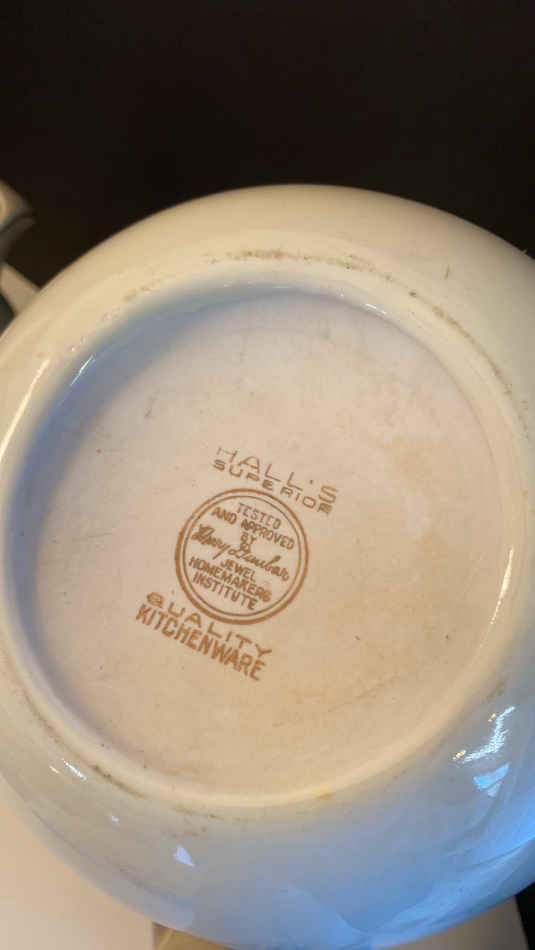 HALL'S
SUPERIOR
TESTED
AND APPROVED
BY
Mary Dunbar
JEWEL
HOMEMAKERS
INSTITUTE
QUALITY
KITCHENWARE